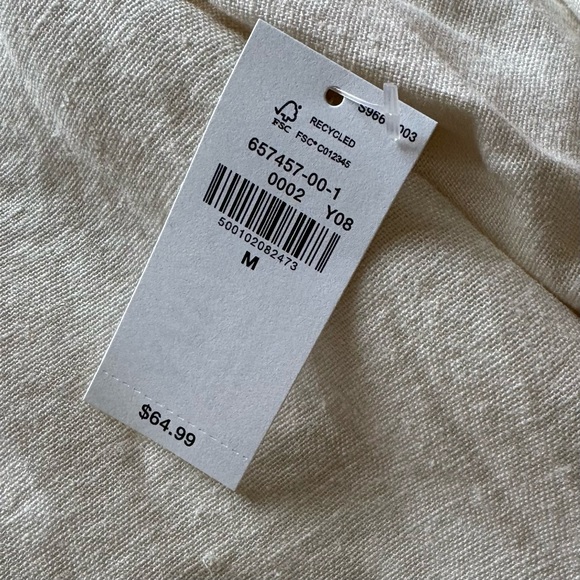 FSC
RECYCLED
FSC® C012345
657457-00-1
0002 Y08
500102082473
M
$64.99